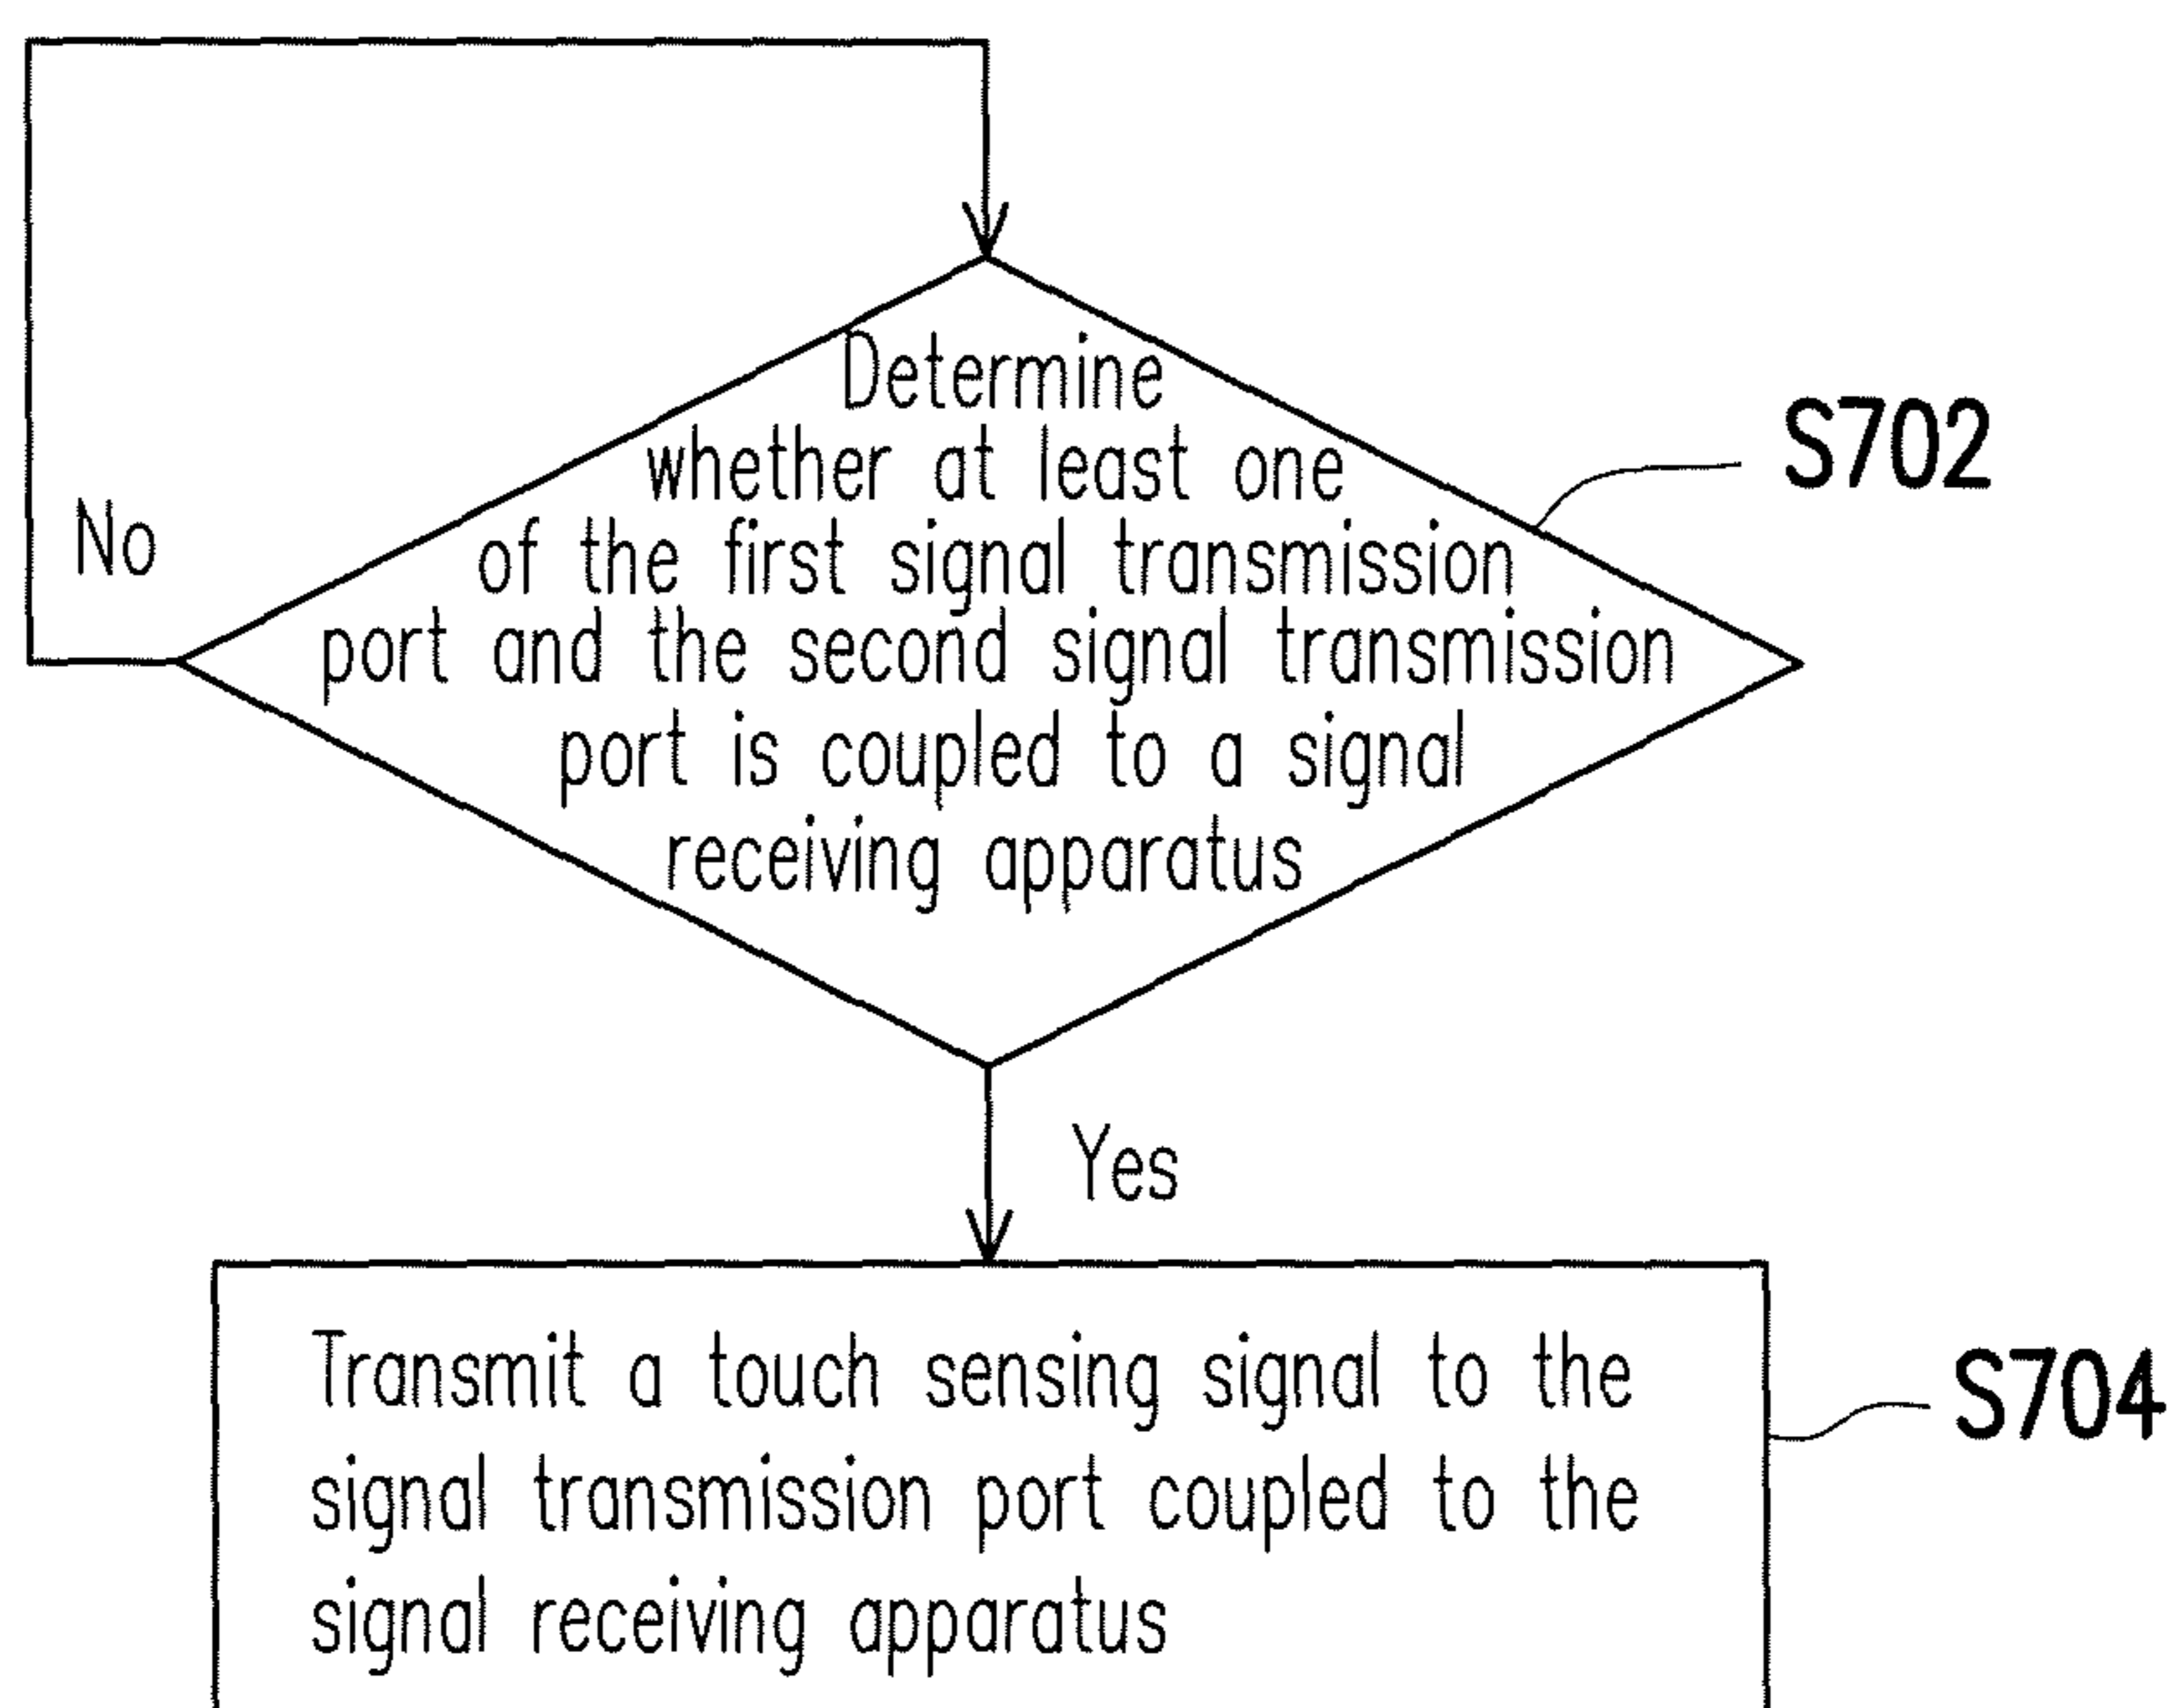 Determine
whether at least one
of the first signal transmission
port and the second signal transmission
port is coupled to a signal
receiving apparatus
S702
No
Yes
Transmit a touch sensing signal to the
signal transmission port coupled to the
signal receiving apparatus
S704